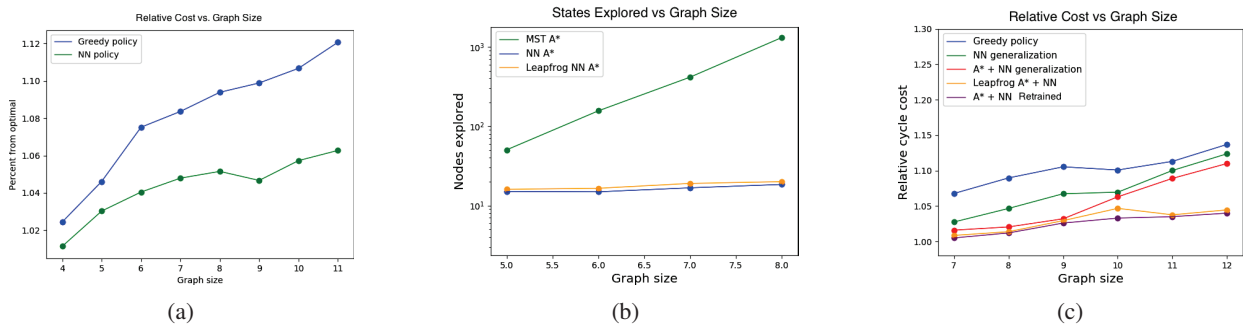 Relative Cost vs. Graph Size
Greedy policy
NN policy
Percent from optimal
1.12
1.10
1.08
1.06
1.04
1.02
4 5 6 7 8 9 10 11
Graph size
(a)
States Explored vs Graph Size
MST A*
NN A*
Leapfrog NN A*
Nodes explored
10³
10²
10¹
5.0 5.5 6.0 6.5 7.0 7.5 8.0
Graph size
(b)
Relative Cost vs Graph Size
Greedy policy
NN generalization
A* + NN generalization
Leapfrog A* + NN
A* + NN Retrained
Relative cycle cost
1.30
1.25
1.20
1.15
1.10
1.05
1.00
7 8 9 10 11 12
Graph size
(c)